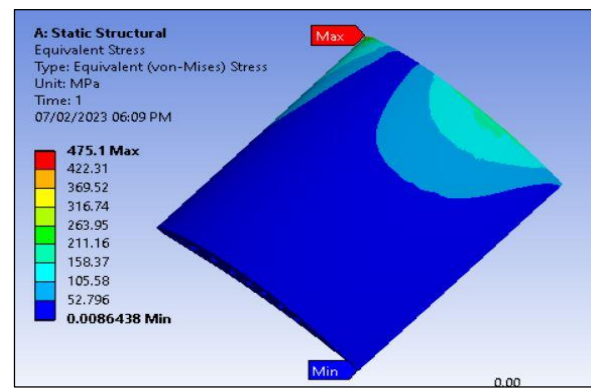 A: Static Structural
Equivalent Stress
Type: Equivalent (von-Mises) Stress
Unit: MPa
Time: 1
07/02/2023 06:09 PM
475.1 Max
422.31
369.52
316.74
263.95
211.16
158.37
105.58
52.796
0.0086438 Min
Max
Min
0.00